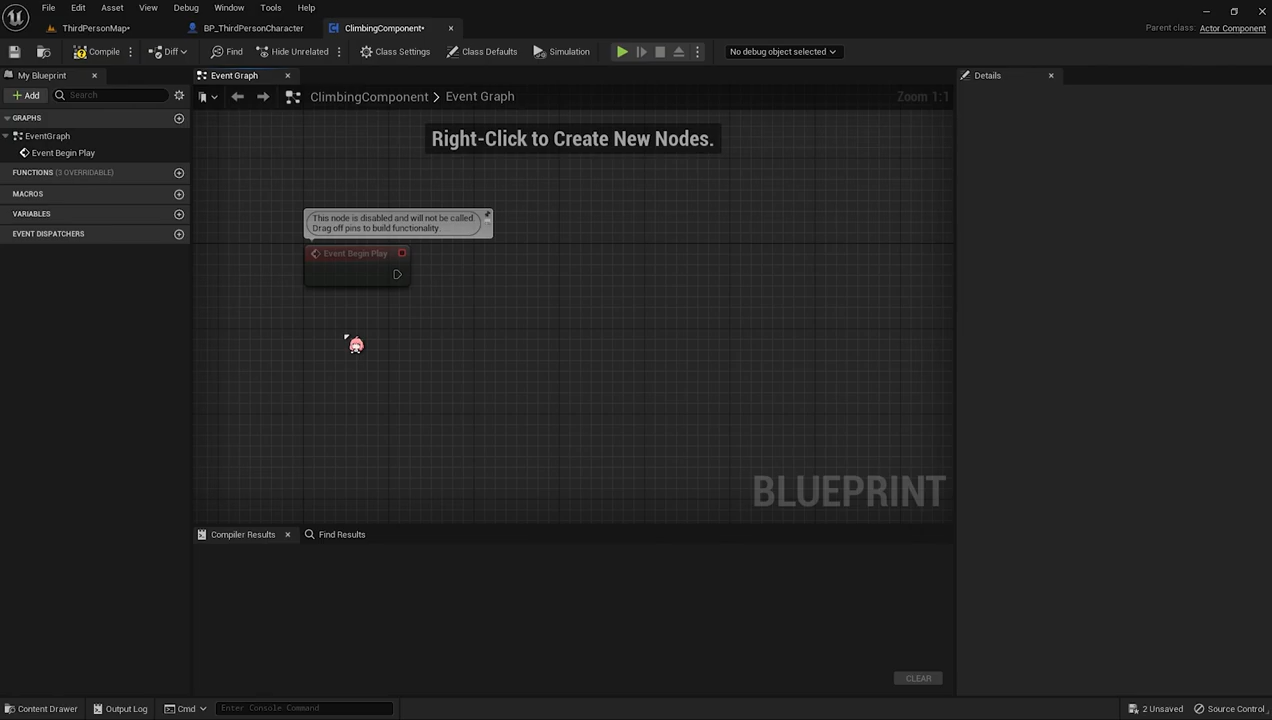 File Edit Asset View Debug Window Tools Help
ThirdPersonMap* BP_ThirdPersonCharacter ClimbingComponent*
Parent class: Actor Component
Compile Diff Find Hide Unrelated Class Settings Class Defaults Simulation No debug object selected
My Blueprint Event Graph Details
Add Search ClimbingComponent > Event Graph Zoom 1:1
GRAPHS
Right-Click to Create New Nodes.
EventGraph
Event Begin Play
FUNCTIONS (3 OVERRIDABLE)
MACROS
VARIABLES
EVENT DISPATCHERS
This node is disabled and will not be called.
Drag off pins to build functionality.
Event Begin Play
BLUEPRINT
Compiler Results Find Results
CLEAR
Content Drawer Output Log Cmd Enter Console Command 2 Unsaved Source Control